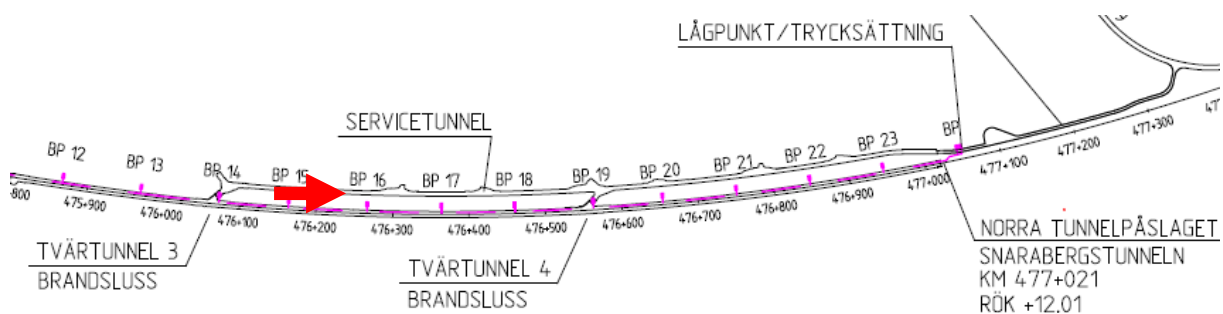 LÅGPUNKT/TRYCKSÄTTNING
SERVICETUNNEL
BP 12
BP 13
BP 14
BP 15
BP 16
BP 17
BP 18
BP 19
BP 20
BP 21
BP 22
BP 23
BP
-800
475+900
476+000
476+100
476+200
476+300
476+400
476+500
476+600
476+700
476+800
476+900
477+000
477+100
477+200
477+300
TVÄRTUNNEL 3
BRANDSLUSS
TVÄRTUNNEL 4
BRANDSLUSS
NORRA TUNNELPÅSLAGET
SNARABERGSTUNNELN
KM 477+021
RÖK +12.01